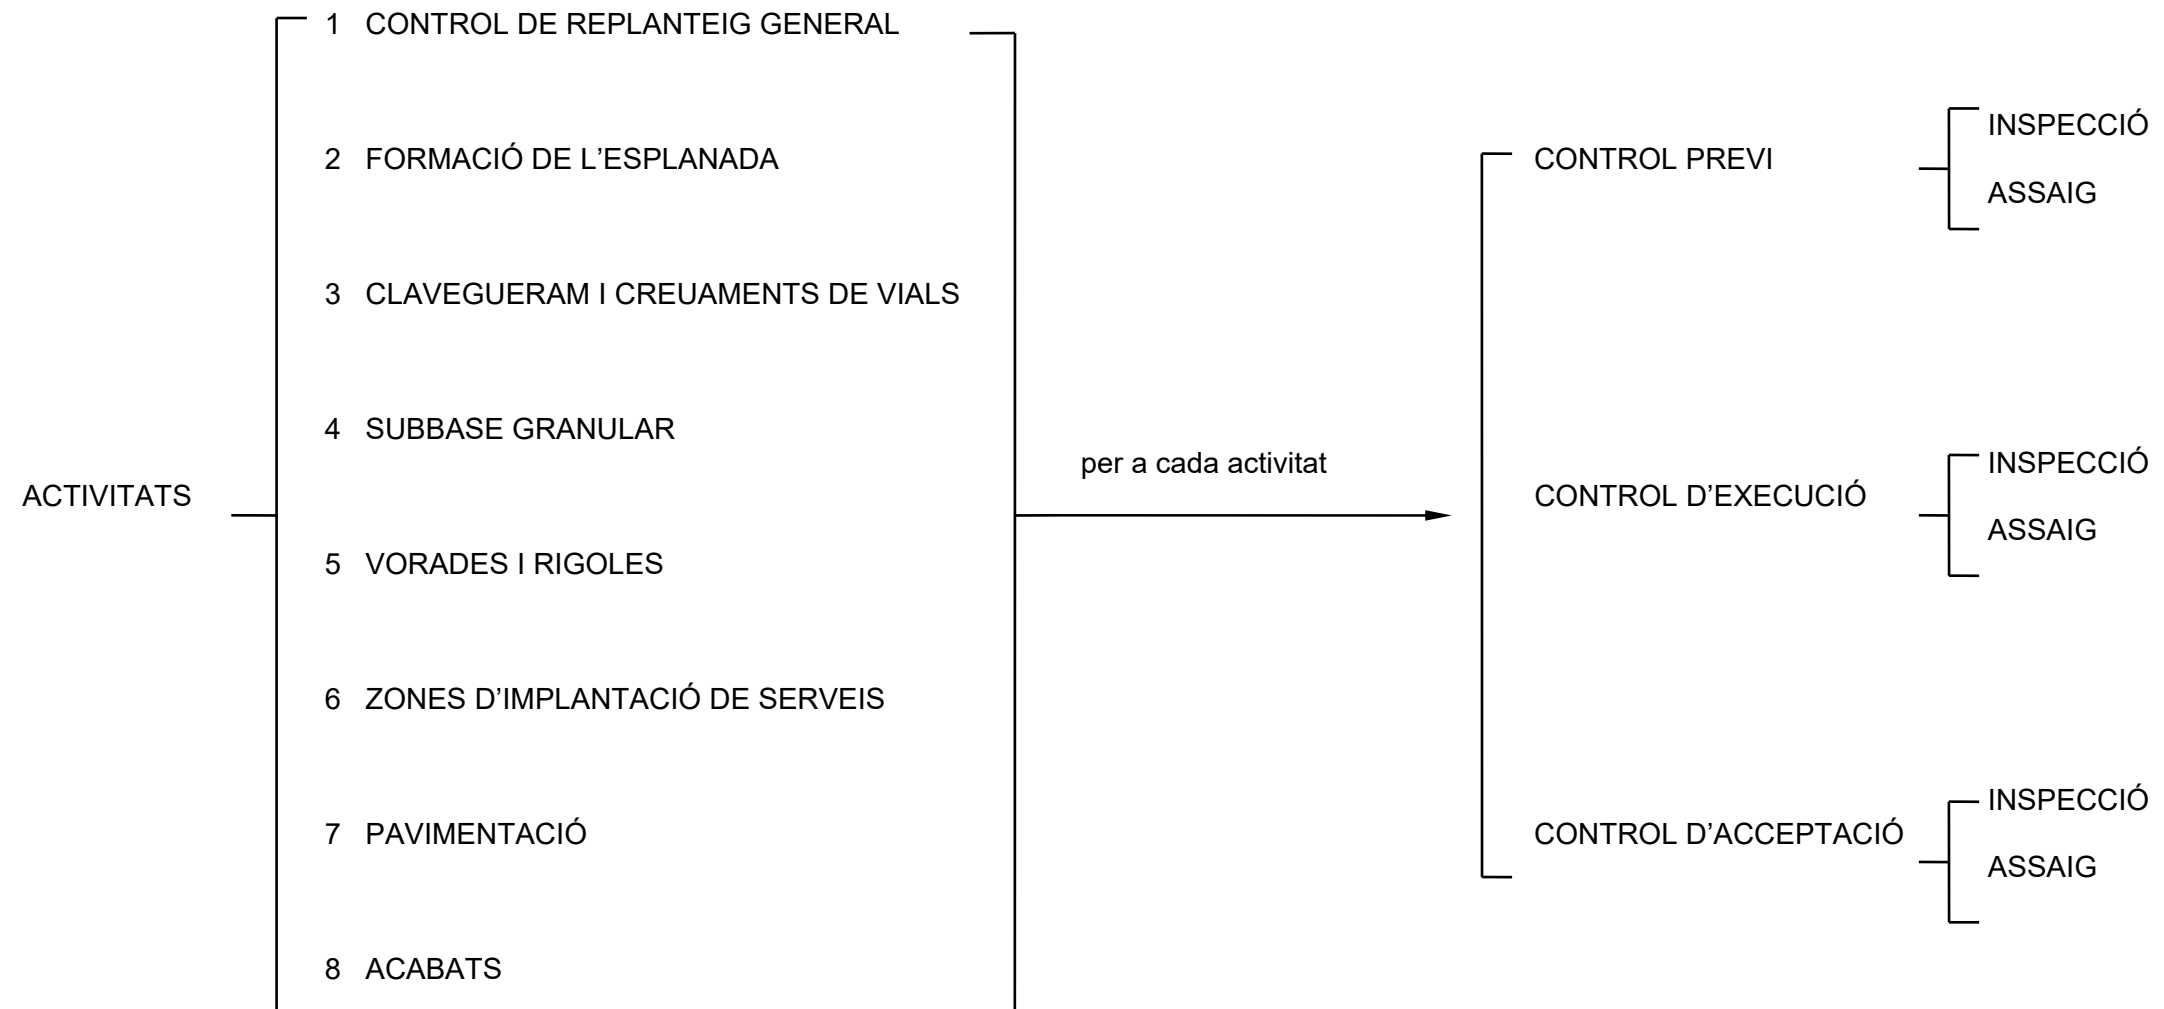 ACTIVITATS
1 CONTROL DE REPLANTEIG GENERAL
2 FORMACIÓ DE L’ESPLANADA
3 CLAVEGUERAM I CREUAMENTS DE VIALS
4 SUBBASE GRANULAR
5 VORADES I RIGOLES
6 ZONES D’IMPLANTACIÓ DE SERVEIS
7 PAVIMENTACIÓ
8 ACABATS
per a cada activitat
CONTROL PREVI
INSPECCIÓ
ASSAIG
CONTROL D’EXECUCIÓ
INSPECCIÓ
ASSAIG
CONTROL D’ACCEPTACIÓ
INSPECCIÓ
ASSAIG